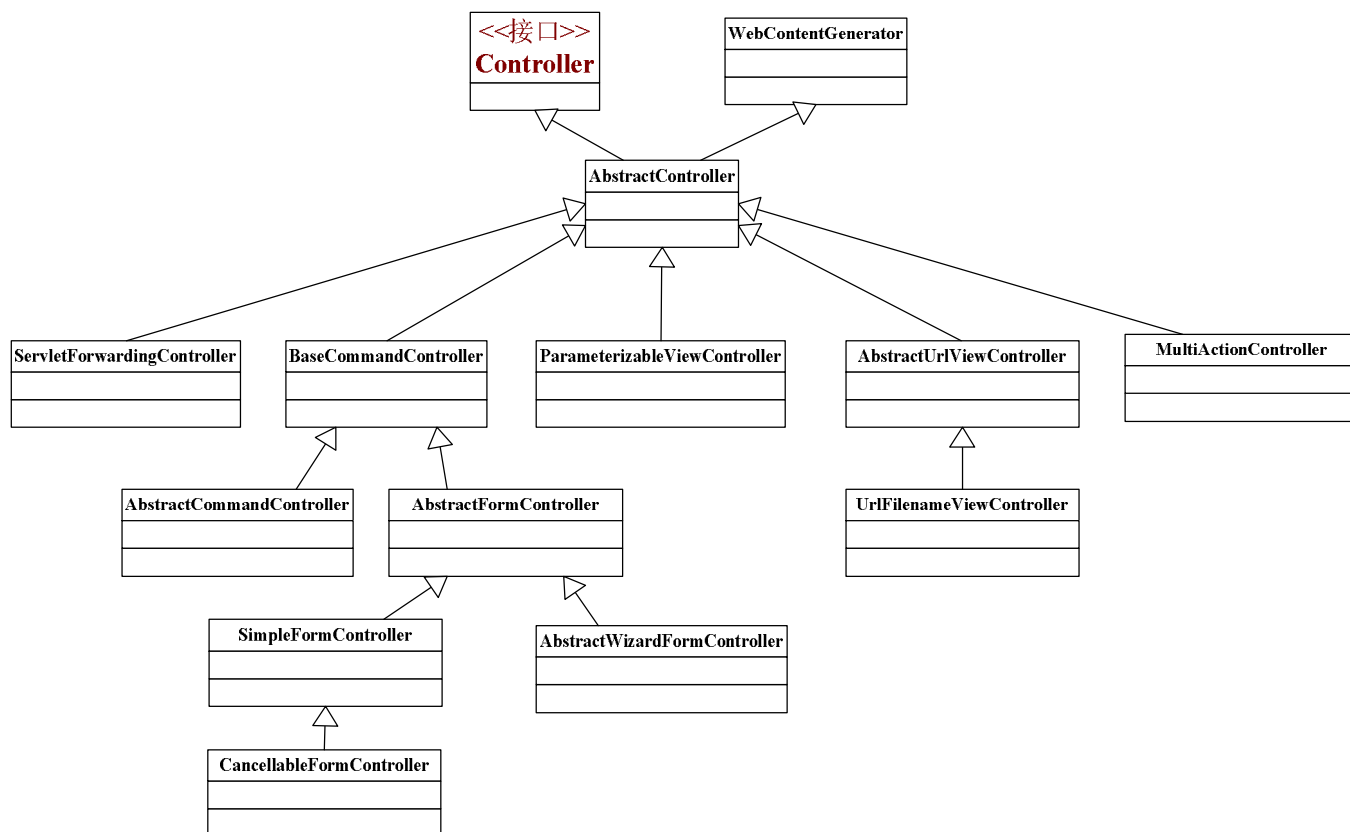 <<接口>>
Controller
WebContentGenerator
AbstractController
ServletForwardingController
BaseCommandController
ParameterizableViewController
AbstractUrlViewController
MultiActionController
AbstractCommandController
AbstractFormController
UrlFilenameViewController
SimpleFormController
AbstractWizardFormController
CancellableFormController